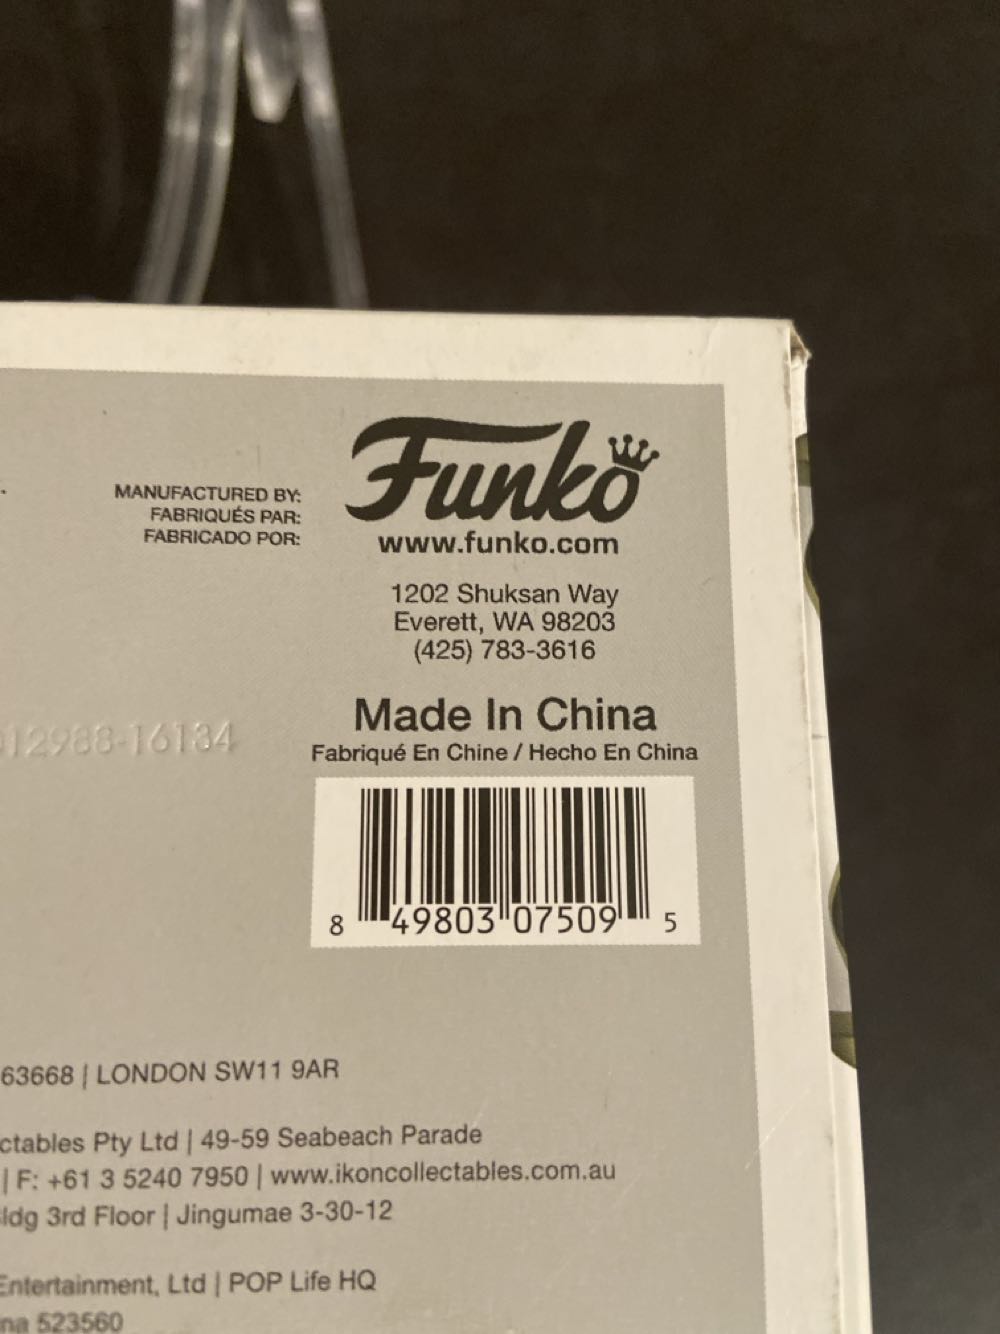 Funko
MANUFACTURED BY:
FABRIQUÉS PAR:
FABRICADO POR:
www.funko.com
1202 Shuksan Way
Everett, WA 98203
(425) 783-3616
Made In China
Fabriqué En Chine / Hecho En China
12988-16134
8 49803 07509 5
63668 | LONDON SW11 9AR
ctables Pty Ltd | 49-59 Seabeach Parade
| F: +61 3 5240 7950 | www.ikoncollectables.com.au
ldg 3rd Floor | Jingumae 3-30-12
Entertainment, Ltd | POP Life HQ
na 523560